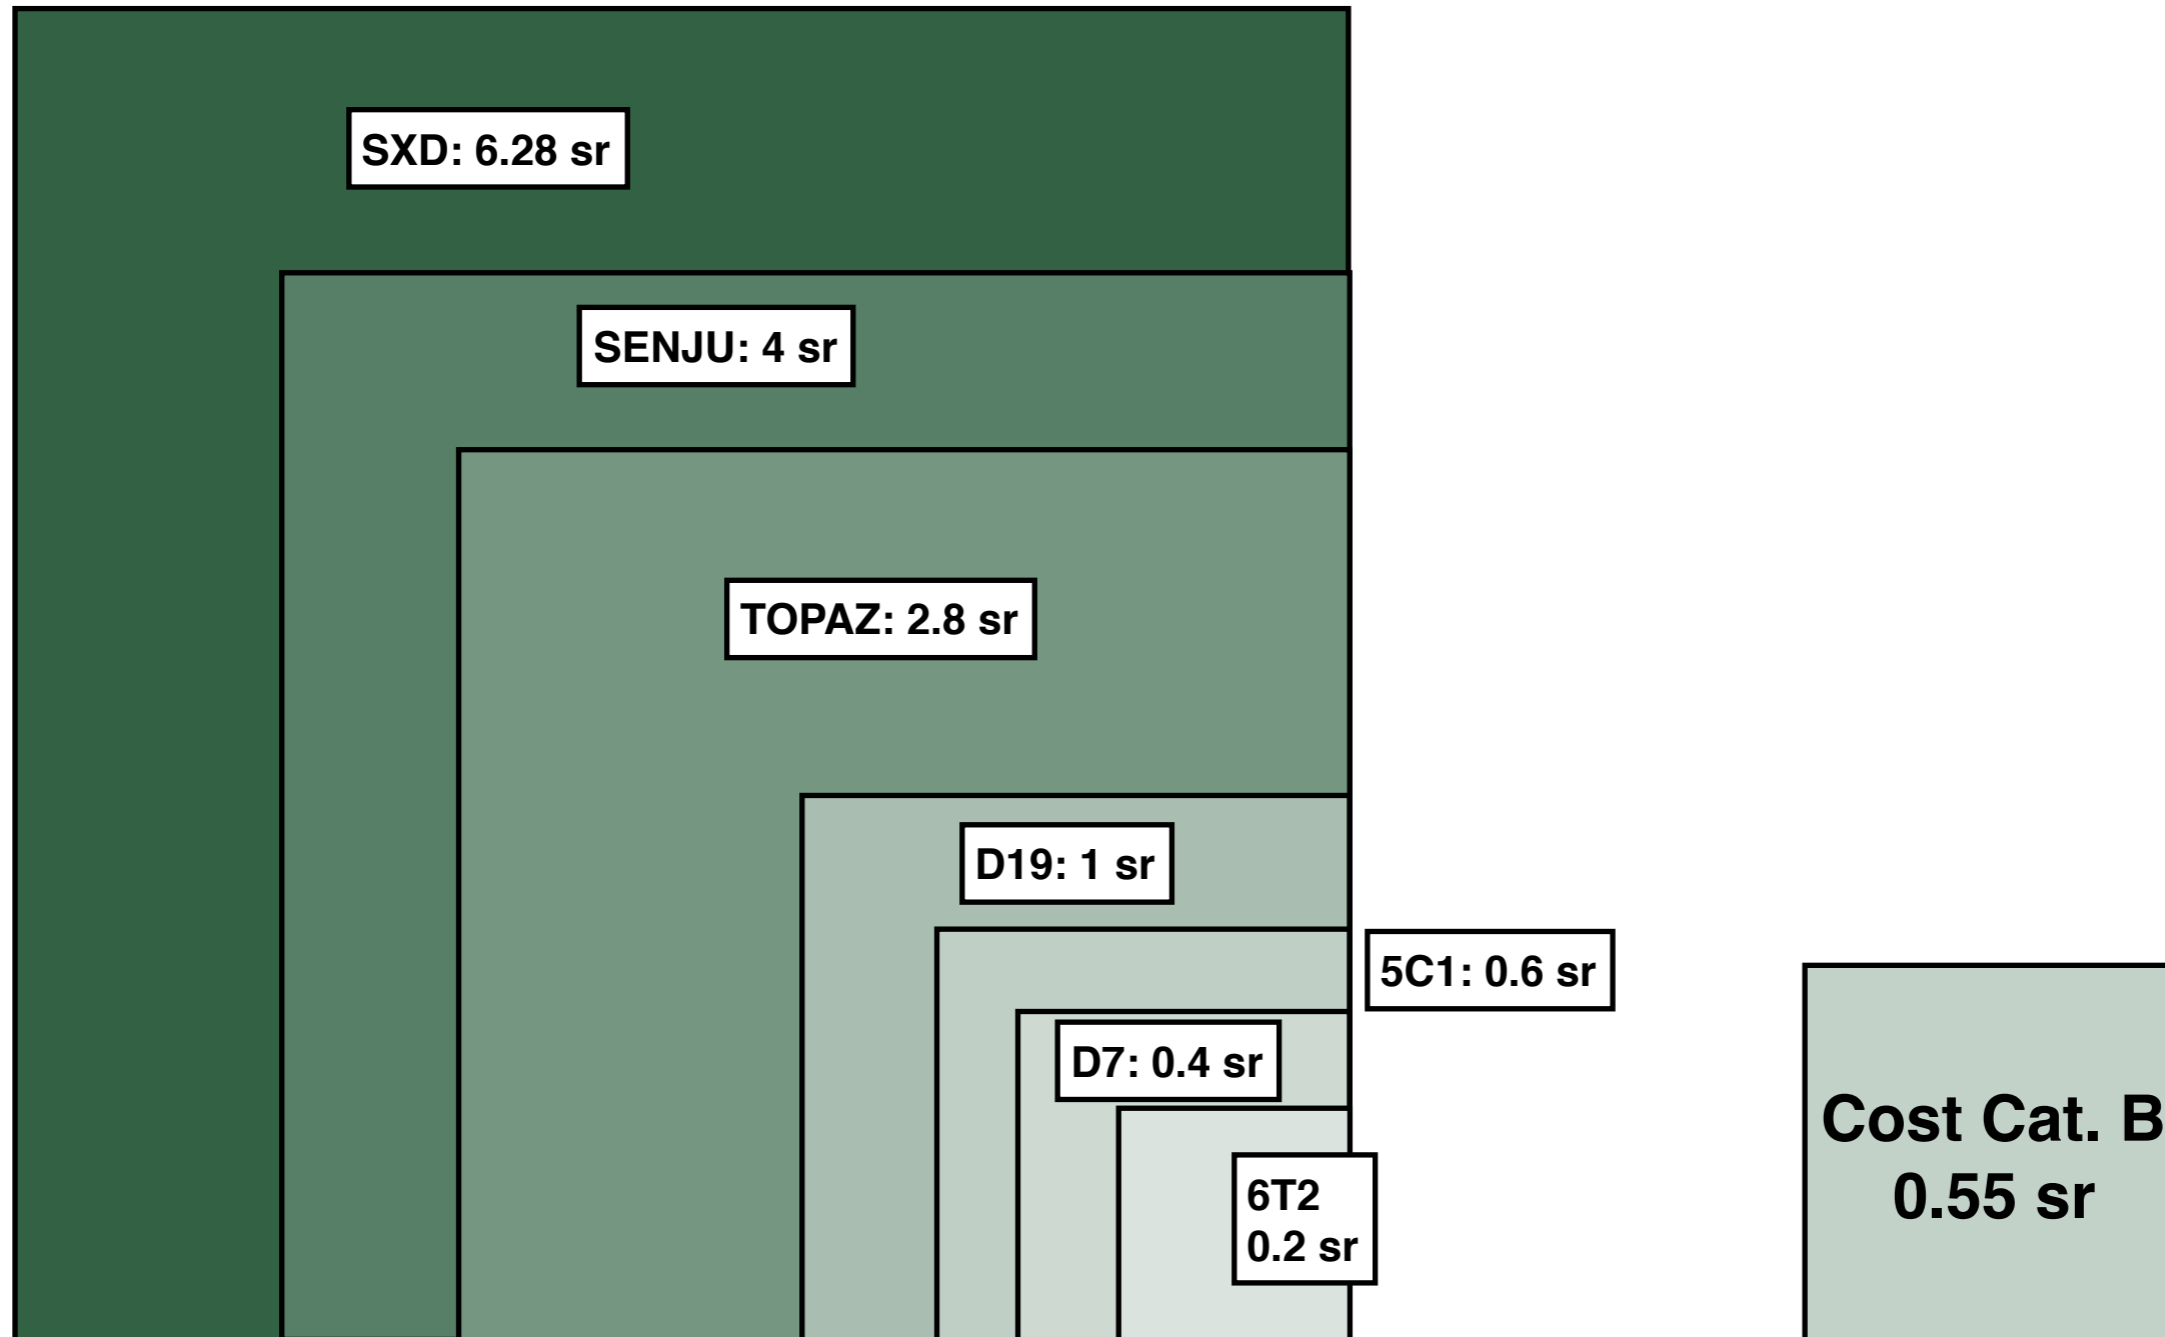 SXD: 6.28 sr
SENJU: 4 sr
TOPAZ: 2.8 sr
D19: 1 sr
5C1: 0.6 sr
D7: 0.4 sr
6T2
0.2 sr
Cost Cat. B
0.55 sr